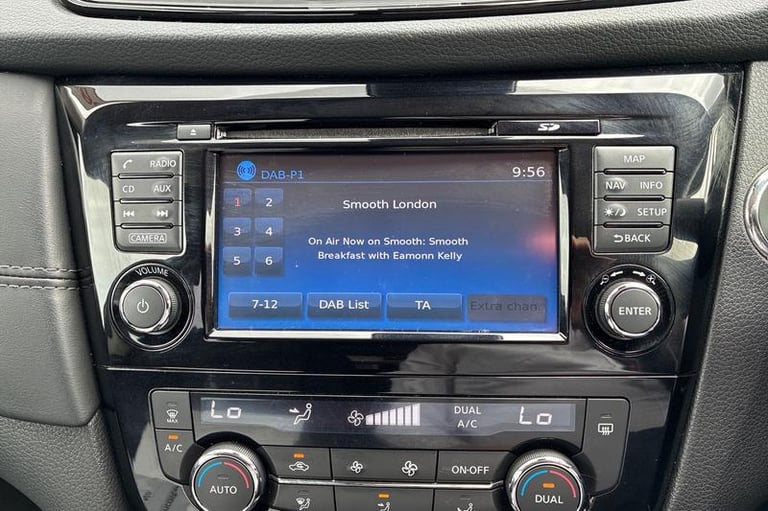 SD
RADIO
CD AUX
CAMERA
VOLUME
DAB-P1 9:56
1 2
3 4
5 6
Smooth London
On Air Now on Smooth: Smooth
Breakfast with Eamonn Kelly
7-12 DAB List TA Extra chan.
MAP
NAV INFO
SETUP
BACK
ENTER
Lo DUAL Lo
A/C
MAX
A/C
AUTO
ON·OFF
DUAL